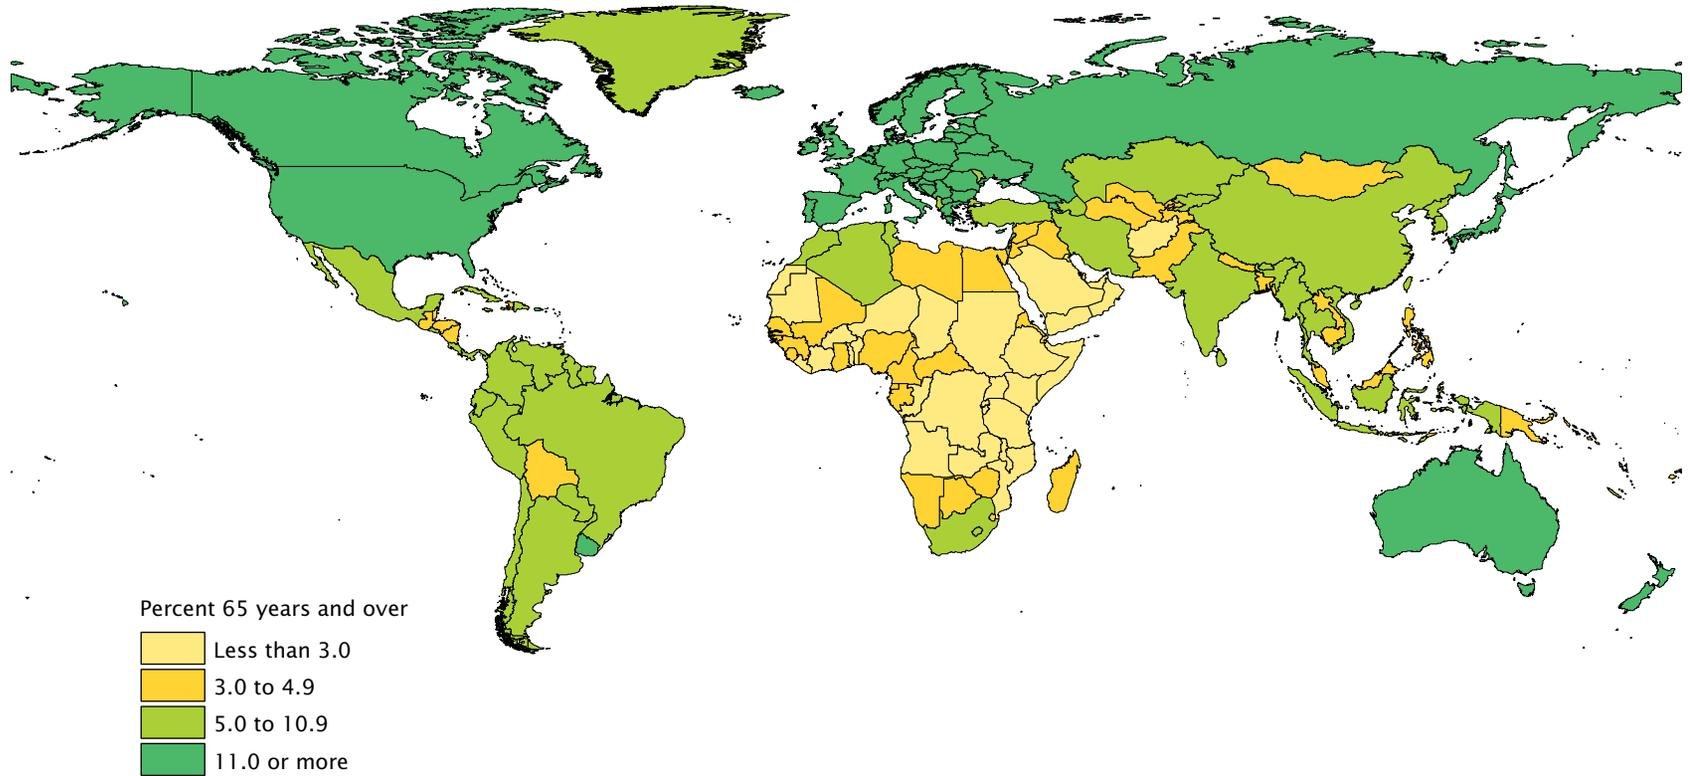 Percent 65 years and over
Less than 3.0
3.0 to 4.9
5.0 to 10.9
11.0 or more